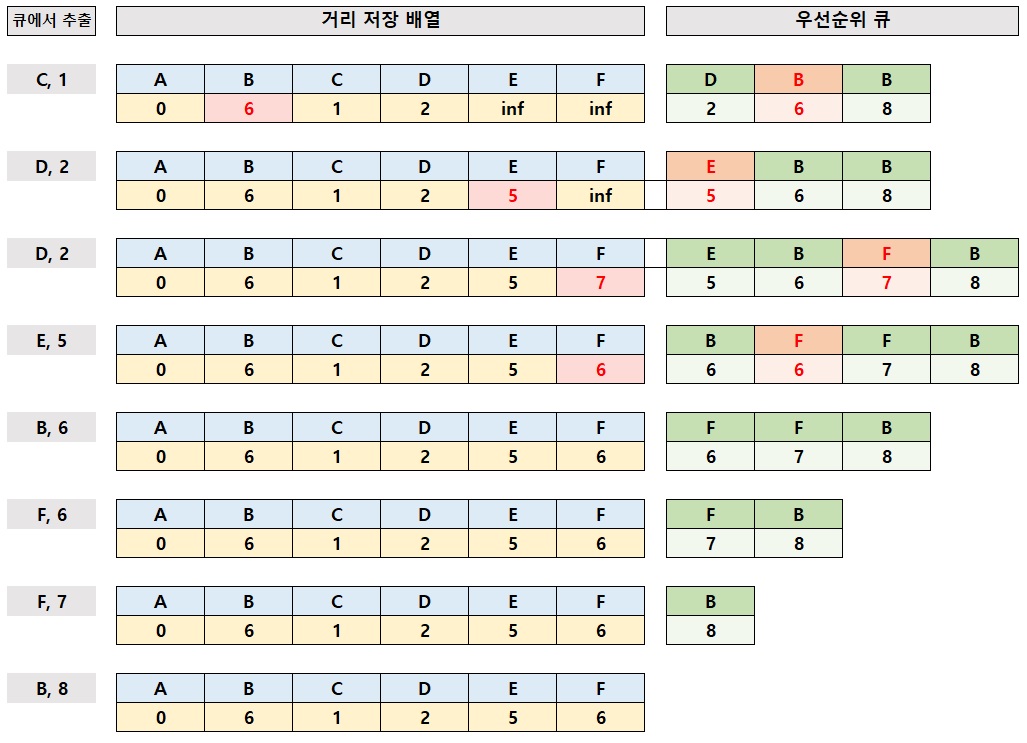 큐에서 추출 거리 저장 배열 우선순위 큐
C, 1 A B C D E F D B B
0 6 1 2 inf inf 2 6 8
D, 2 A B C D E F E B B
0 6 1 2 5 inf 5 6 8
D, 2 A B C D E F E B F B
0 6 1 2 5 7 5 6 7 8
E, 5 A B C D E F B F F B
0 6 1 2 5 6 6 6 7 8
B, 6 A B C D E F F F B
0 6 1 2 5 6 6 7 8
F, 6 A B C D E F F B
0 6 1 2 5 6 7 8
F, 7 A B C D E F B
0 6 1 2 5 6 8
B, 8 A B C D E F
0 6 1 2 5 6